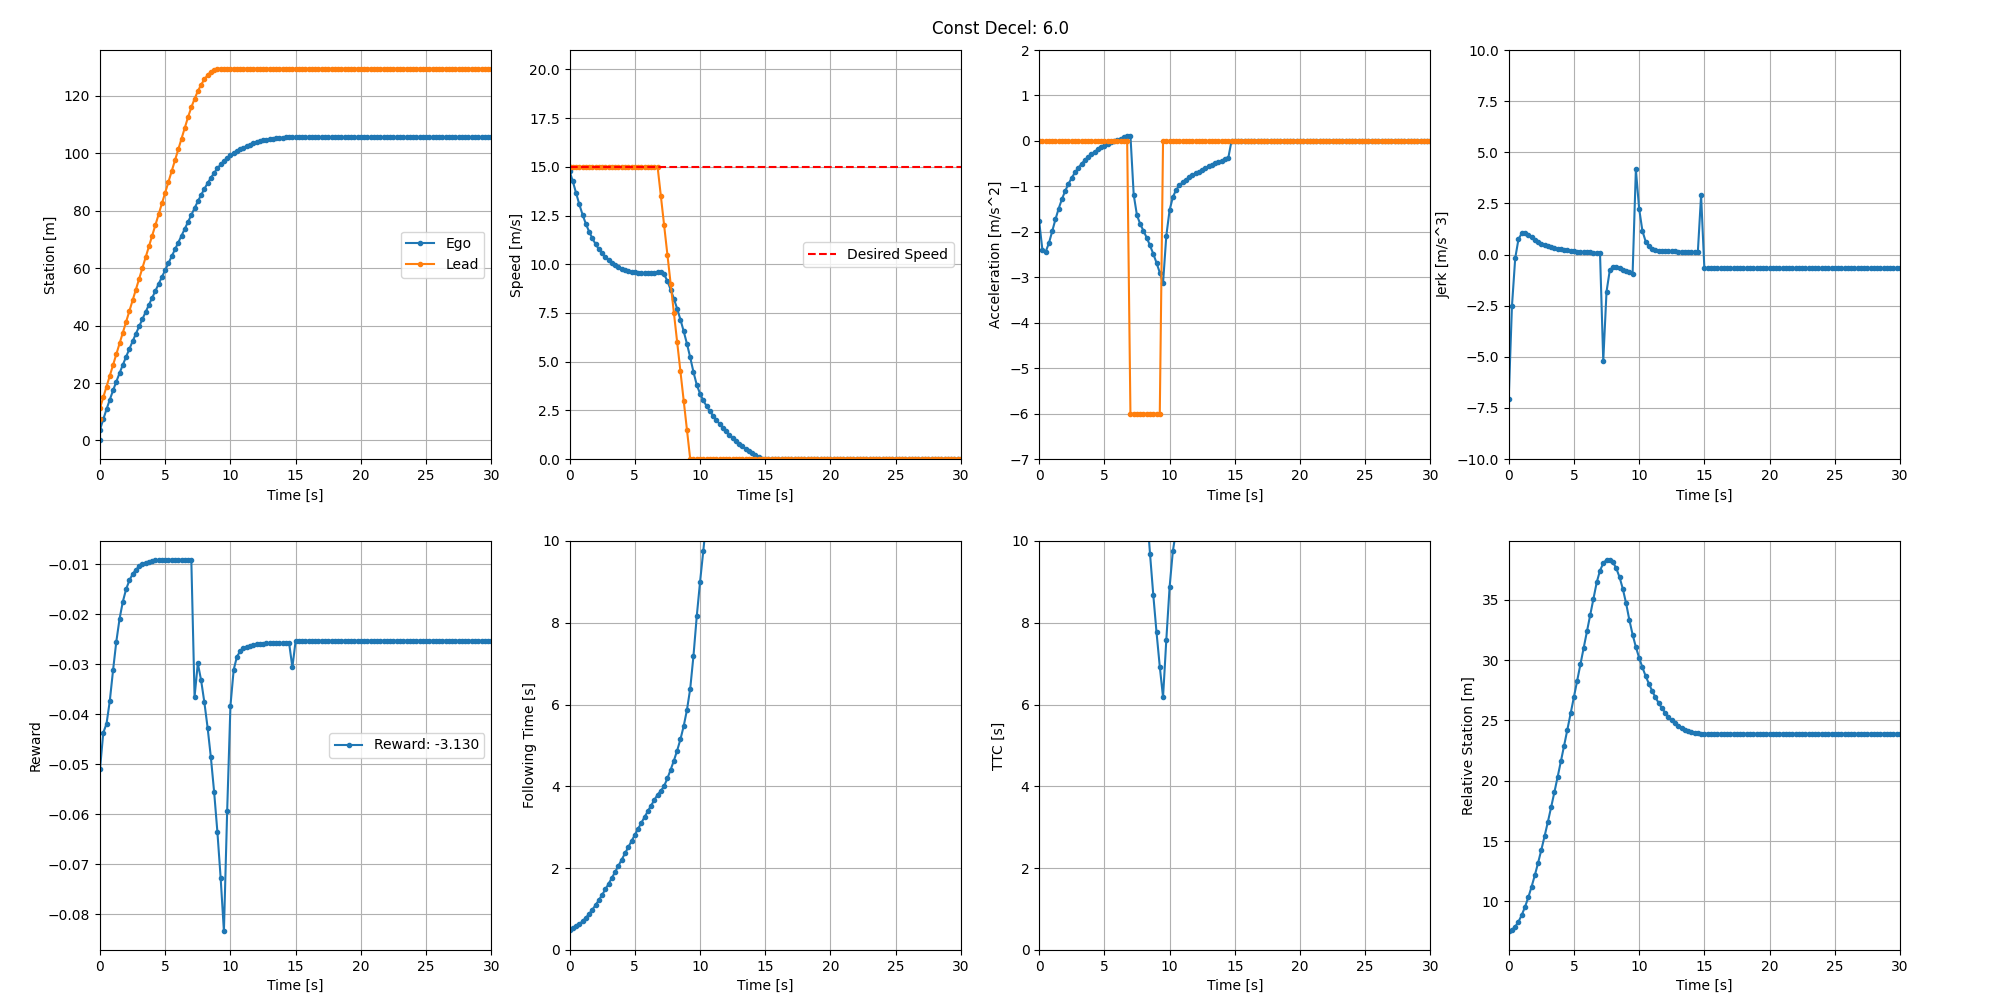 Const Decel: 6.0
Station [m]
120
100
80
60
40
20
0
Ego
Lead
0 5 10 15 20 25 30
Time [s]
Speed [m/s]
20.0
17.5
15.0
12.5
10.0
7.5
5.0
2.5
0.0
Desired Speed
0 5 10 15 20 25 30
Time [s]
Acceleration [m/s^2]
2
1
0
−1
−2
−3
−4
−5
−6
−7
0 5 10 15 20 25 30
Time [s]
Jerk [m/s^3]
10.0
7.5
5.0
2.5
0.0
−2.5
−5.0
−7.5
−10.0
0 5 10 15 20 25 30
Time [s]
Reward
−0.01
−0.02
−0.03
−0.04
−0.05
−0.06
−0.07
−0.08
Reward: -3.130
0 5 10 15 20 25 30
Time [s]
Following Time [s]
10
8
6
4
2
0
0 5 10 15 20 25 30
Time [s]
TTC [s]
10
8
6
4
2
0
0 5 10 15 20 25 30
Time [s]
Relative Station [m]
35
30
25
20
15
10
0 5 10 15 20 25 30
Time [s]